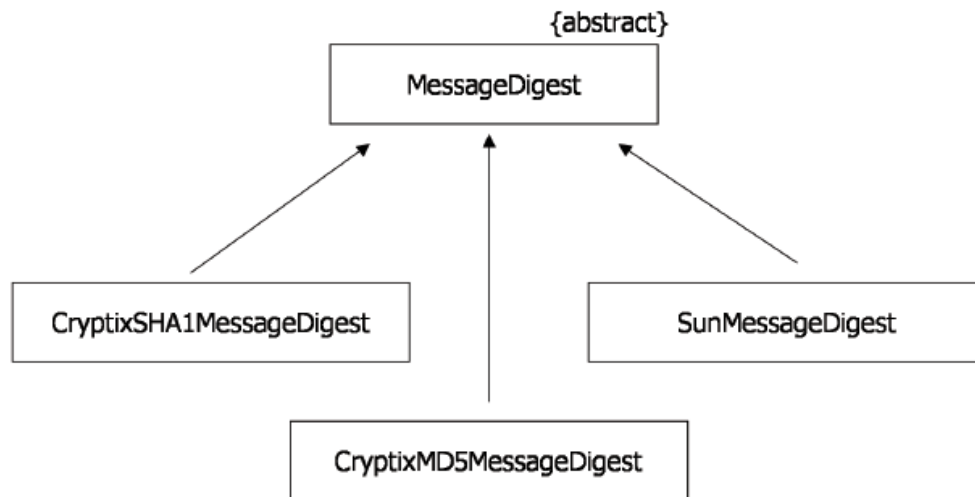 {abstract}
MessageDigest
CryptixSHA1MessageDigest
SunMessageDigest
CryptixMD5MessageDigest